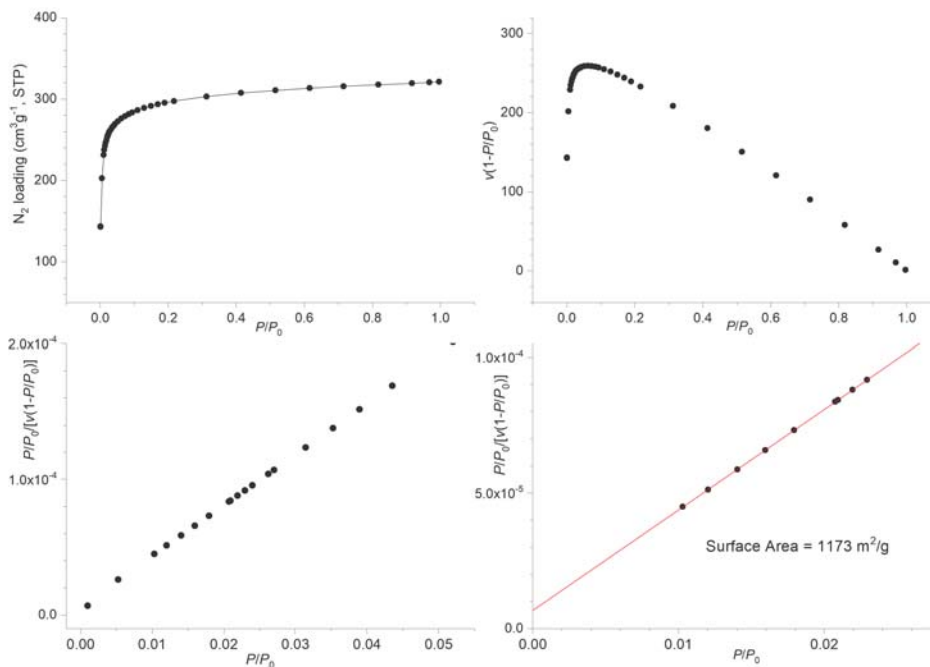 400
300
200
100
N₂ loading (cm³g⁻¹, STP)
0.0 0.2 0.4 0.6 0.8 1.0
P/P₀
300
200
100
0
v(1-P/P₀)
0.0 0.2 0.4 0.6 0.8 1.0
P/P₀
2.0x10⁻⁴
1.0x10⁻⁴
0.0
P/P₀/[v(1-P/P₀)]
0.00 0.01 0.02 0.03 0.04 0.05
P/P₀
1.0x10⁻⁴
5.0x10⁻⁵
0.0
P/P₀/[v(1-P/P₀)]
Surface Area = 1173 m²/g
0.00 0.01 0.02
P/P₀